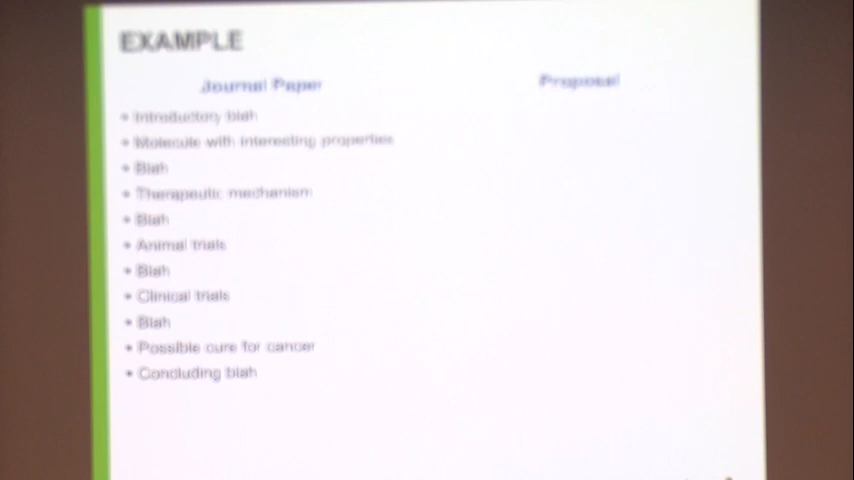 EXAMPLE
Journal Paper
Proposal
• Introductory blah
• Molecule with interesting properties
• Blah
• Therapeutic mechanism
• Blah
• Animal trials
• Blah
• Clinical trials
• Blah
• Possible cure for cancer
• Concluding blah